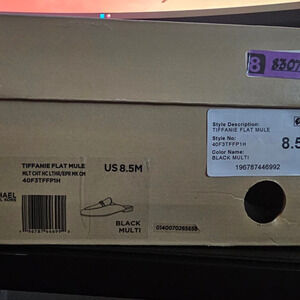 8 8307
Style Description:
TIFFANIE FLAT MULE
Style No:
40F3TFFP1H
8.5
Color Name:
BLACK MULTI
196787446992
TIFFANIE FLAT MULE
US 8.5M
40F3TFFP1H
BLACK
MULTI